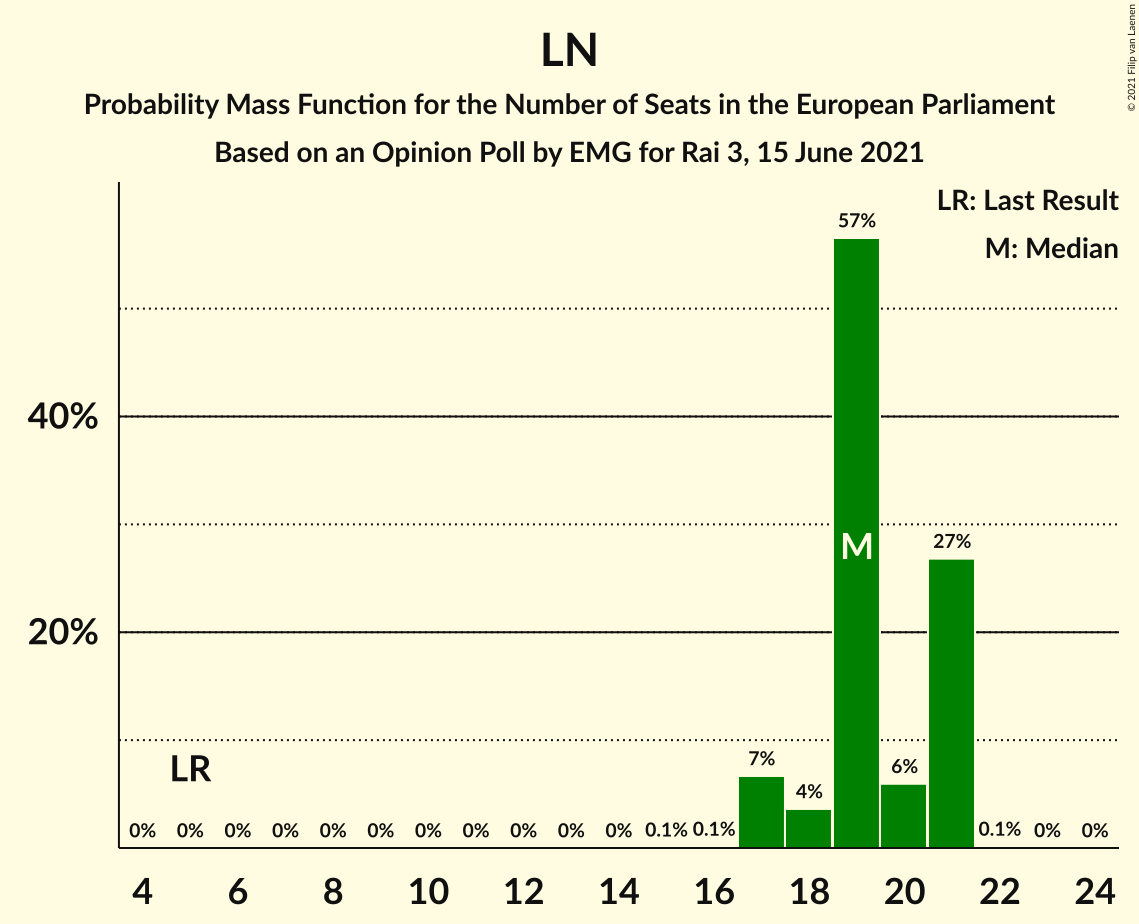 LN
Probability Mass Function for the Number of Seats in the European Parliament
Based on an Opinion Poll by EMG for Rai 3, 15 June 2021
© 2021 Filip van Laenen
LR: Last Result
M: Median
57%
40%
M
27%
20%
LR
7%
6%
4%
0% 0% 0% 0% 0% 0% 0% 0% 0% 0% 0% 0.1% 0.1% 0.1% 0% 0%
4 6 8 10 12 14 16 18 20 22 24